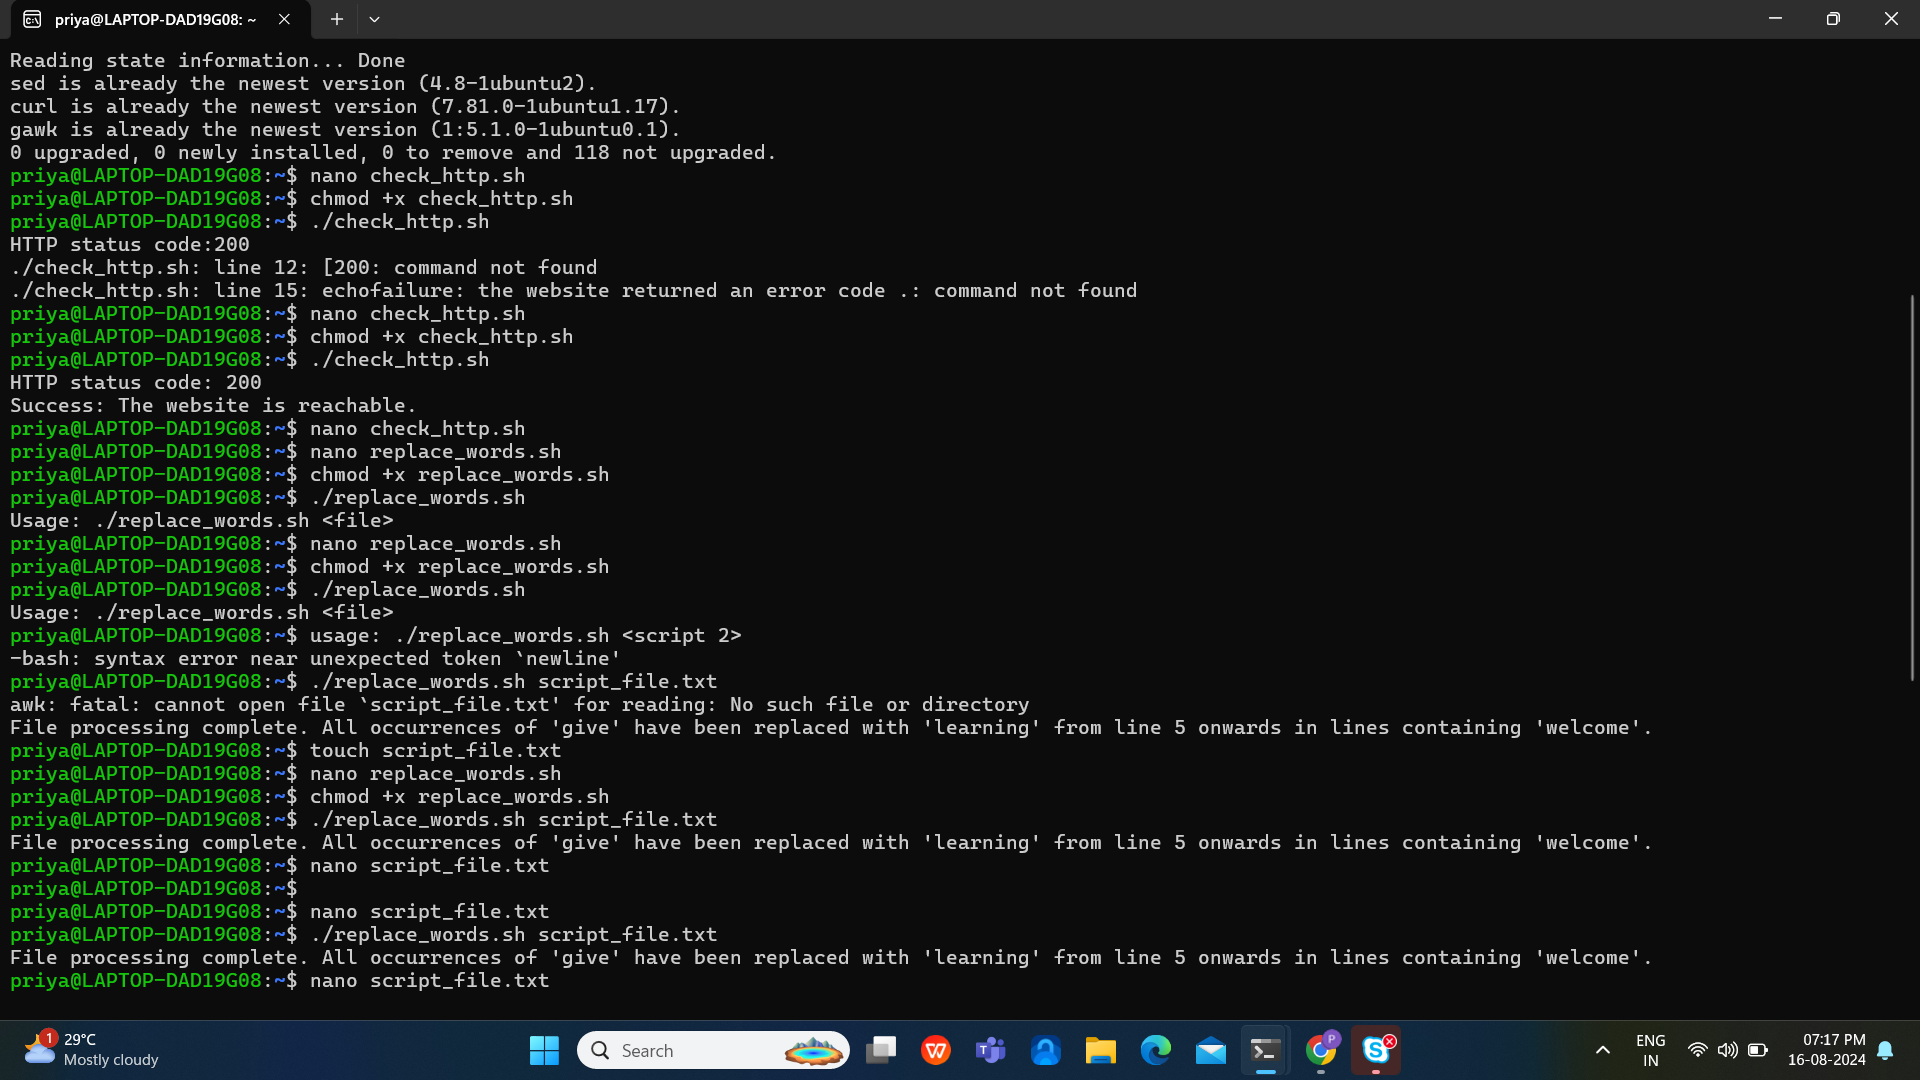 priya@LAPTOP-DAD19G08: ~
Reading state information... Done
sed is already the newest version (4.8-1ubuntu2).
curl is already the newest version (7.81.0-1ubuntu1.17).
gawk is already the newest version (1:5.1.0-1ubuntu0.1).
0 upgraded, 0 newly installed, 0 to remove and 118 not upgraded.
priya@LAPTOP-DAD19G08:~$ nano check_http.sh
priya@LAPTOP-DAD19G08:~$ chmod +x check_http.sh
priya@LAPTOP-DAD19G08:~$ ./check_http.sh
HTTP status code:200
./check_http.sh: line 12: [200: command not found
./check_http.sh: line 15: echofailure: the website returned an error code .: command not found
priya@LAPTOP-DAD19G08:~$ nano check_http.sh
priya@LAPTOP-DAD19G08:~$ chmod +x check_http.sh
priya@LAPTOP-DAD19G08:~$ ./check_http.sh
HTTP status code: 200
Success: The website is reachable.
priya@LAPTOP-DAD19G08:~$ nano check_http.sh
priya@LAPTOP-DAD19G08:~$ nano replace_words.sh
priya@LAPTOP-DAD19G08:~$ chmod +x replace_words.sh
priya@LAPTOP-DAD19G08:~$ ./replace_words.sh
Usage: ./replace_words.sh <file>
priya@LAPTOP-DAD19G08:~$ nano replace_words.sh
priya@LAPTOP-DAD19G08:~$ chmod +x replace_words.sh
priya@LAPTOP-DAD19G08:~$ ./replace_words.sh
Usage: ./replace_words.sh <file>
priya@LAPTOP-DAD19G08:~$ usage: ./replace_words.sh <script 2>
-bash: syntax error near unexpected token `newline'
priya@LAPTOP-DAD19G08:~$ ./replace_words.sh script_file.txt
awk: fatal: cannot open file `script_file.txt' for reading: No such file or directory
File processing complete. All occurrences of 'give' have been replaced with 'learning' from line 5 onwards in lines containing 'welcome'.
priya@LAPTOP-DAD19G08:~$ touch script_file.txt
priya@LAPTOP-DAD19G08:~$ nano replace_words.sh
priya@LAPTOP-DAD19G08:~$ chmod +x replace_words.sh
priya@LAPTOP-DAD19G08:~$ ./replace_words.sh script_file.txt
File processing complete. All occurrences of 'give' have been replaced with 'learning' from line 5 onwards in lines containing 'welcome'.
priya@LAPTOP-DAD19G08:~$ nano script_file.txt
priya@LAPTOP-DAD19G08:~$
priya@LAPTOP-DAD19G08:~$ nano script_file.txt
priya@LAPTOP-DAD19G08:~$ ./replace_words.sh script_file.txt
File processing complete. All occurrences of 'give' have been replaced with 'learning' from line 5 onwards in lines containing 'welcome'.
priya@LAPTOP-DAD19G08:~$ nano script_file.txt
1
29°C
Mostly cloudy
Search
P
ENG
IN
07:17 PM
16-08-2024